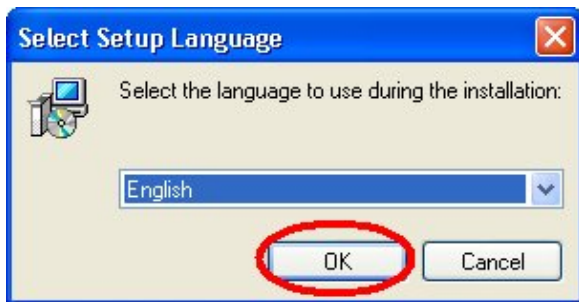 Select Setup Language
Select the language to use during the installation:
English
OK Cancel